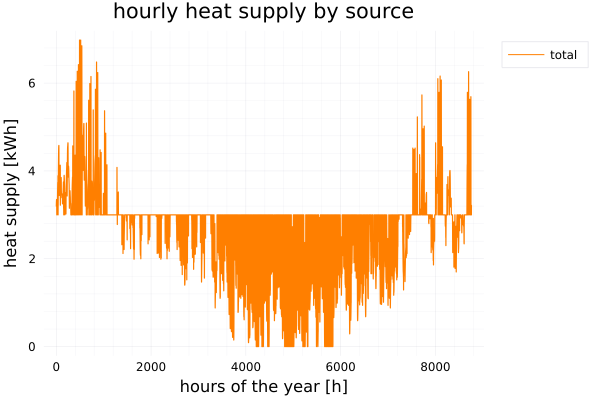 hourly heat supply by source
total
heat supply [kWh]
6
4
2
0
0 2000 4000 6000 8000
hours of the year [h]